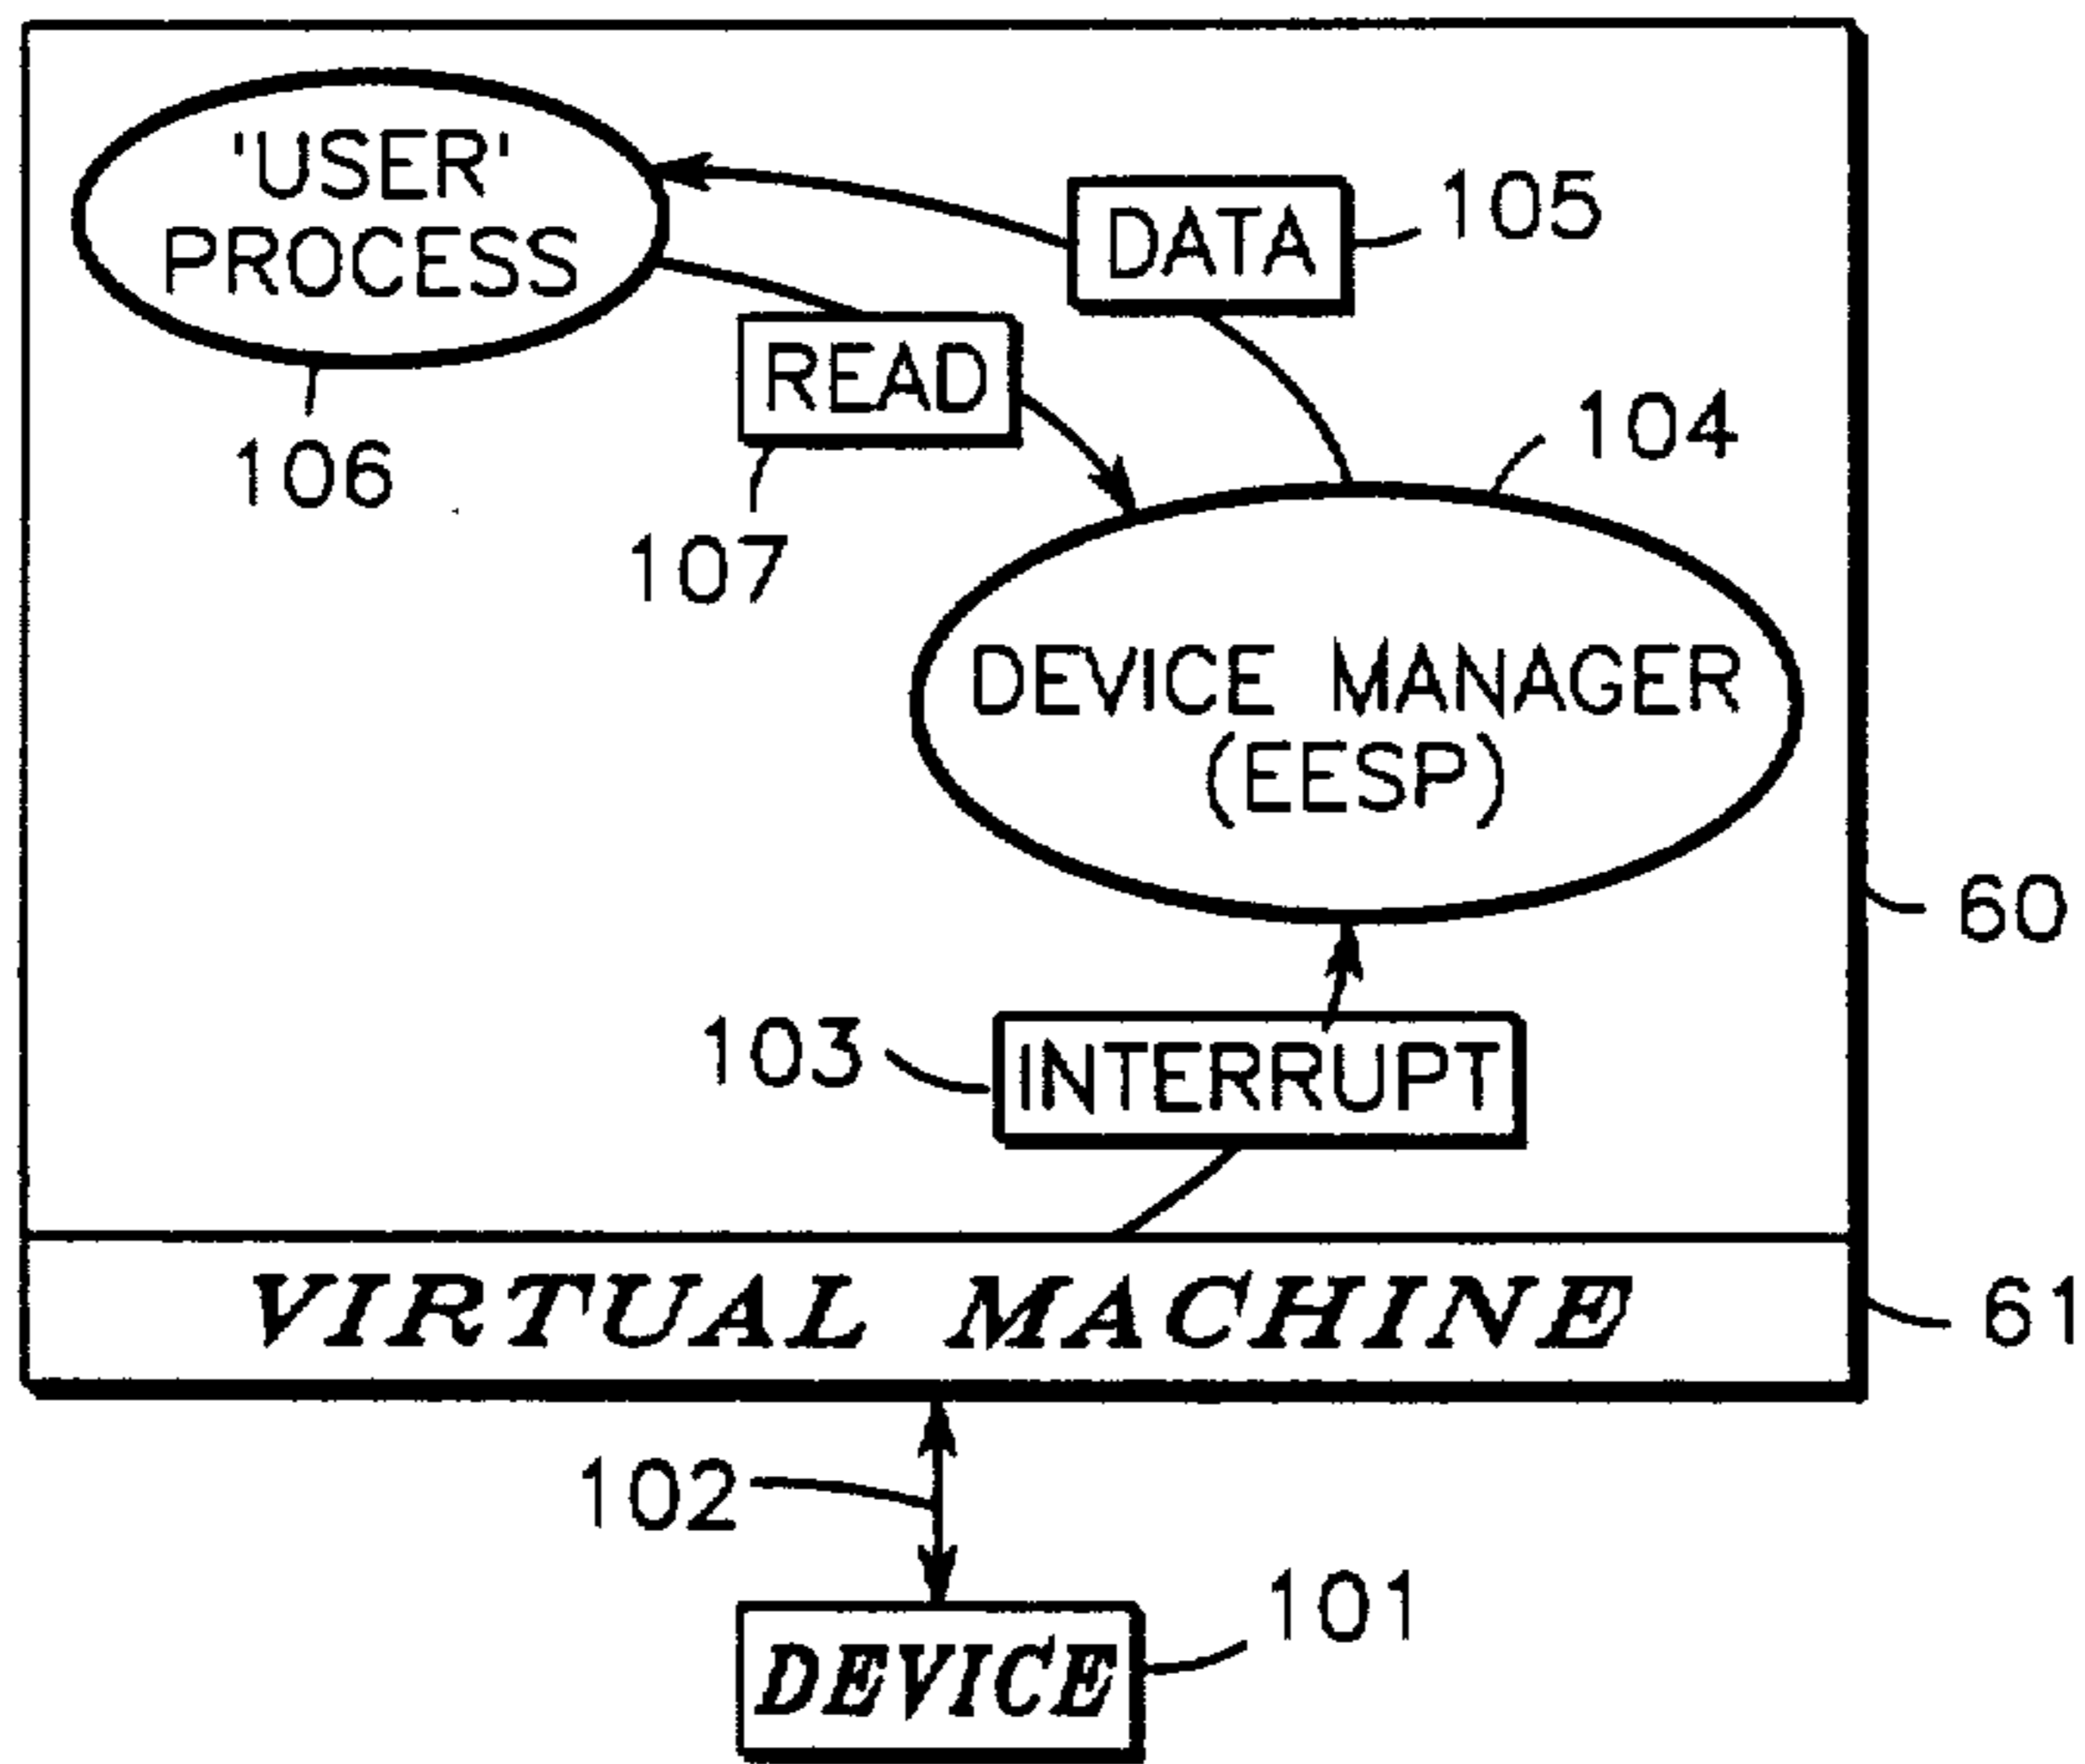 'USER'
PROCESS
DATA
105
READ
104
106
107
DEVICE MANAGER
(EESP)
60
103
INTERRUPT
VIRTUAL MACHINE
61
102
101
DEVICE